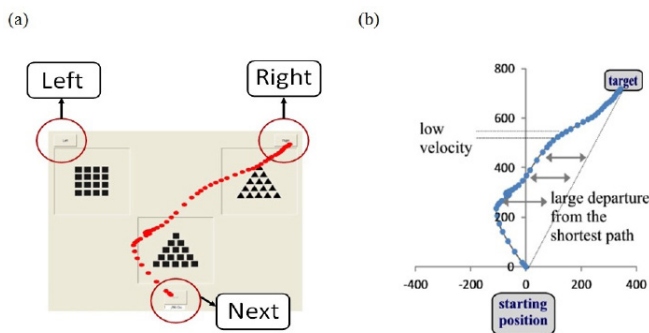 (a)
Left
Right
Next
(b)
800
600
400
200
0
-400
-200
0
200
400
target
low
velocity
large departure
from the
shortest path
starting
position